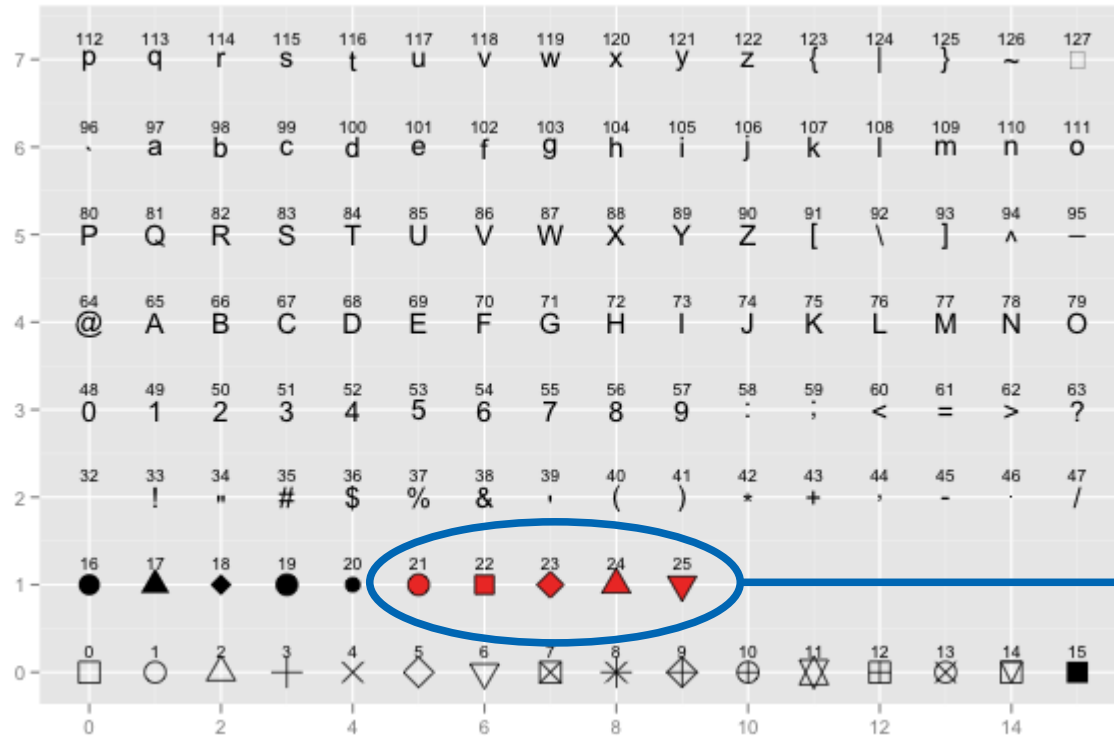 112 113 114 115 116 117 118 119 120 121 122 123 124 125 126 127
7 p q r s t u v w x y z { | } ~
96 97 98 99 100 101 102 103 104 105 106 107 108 109 110 111
6 ` a b c d e f g h i j k l m n o
80 81 82 83 84 85 86 87 88 89 90 91 92 93 94 95
5 P Q R S T U V W X Y Z [ \ ] ^ _
64 65 66 67 68 69 70 71 72 73 74 75 76 77 78 79
4 @ A B C D E F G H I J K L M N O
48 49 50 51 52 53 54 55 56 57 58 59 60 61 62 63
3 0 1 2 3 4 5 6 7 8 9 : ; < = > ?
32 33 34 35 36 37 38 39 40 41 42 43 44 45 46 47
2 ! " # $ % & ' ( ) * + , - . /
16 17 18 19 20 21 22 23 24 25
1
0 1 2 3 4 5 6 7 8 9 10 11 12 13 14 15
0
0 2 4 6 8 10 12 14